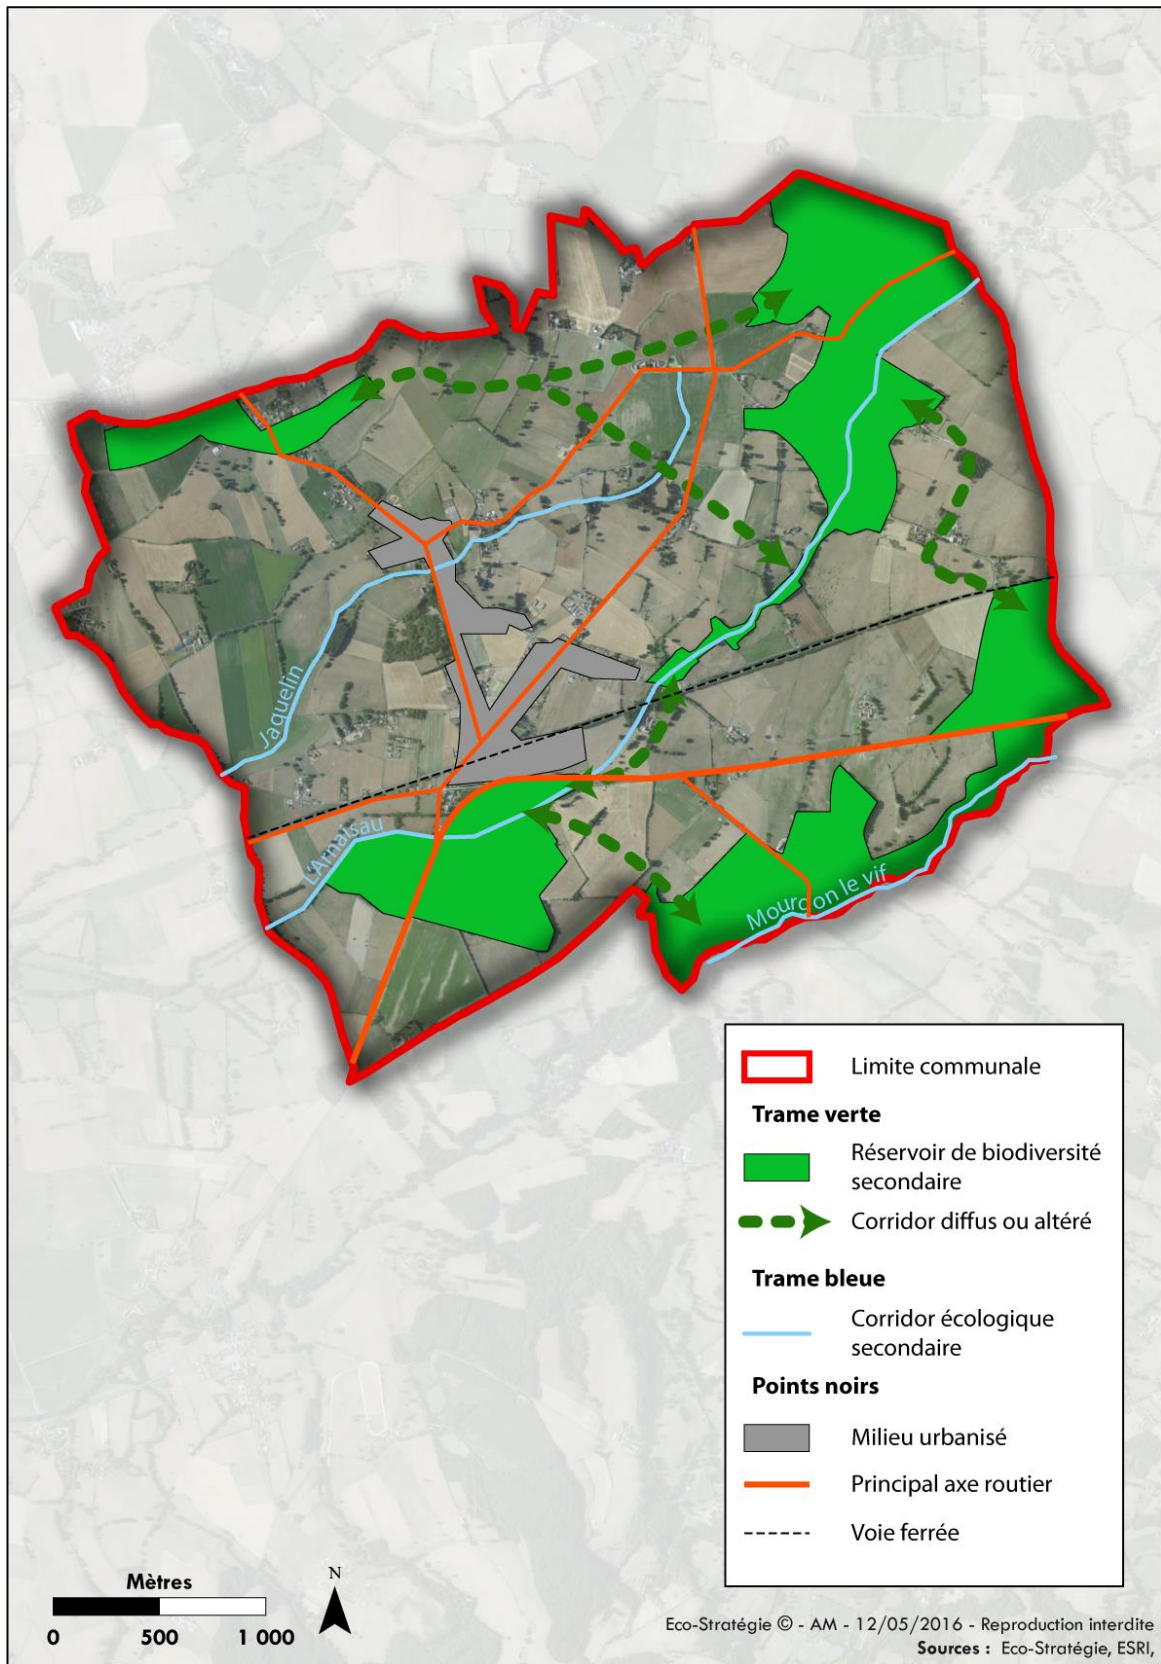 Jaquelin
L'Arnaisau
Mourdon le vif
Limite communale
Trame verte
Réservoir de biodiversité
secondaire
Corridor diffus ou altéré
Trame bleue
Corridor écologique
secondaire
Points noirs
Milieu urbanisé
Principal axe routier
Voie ferrée
Mètres
0 500 1 000
N
Eco-Stratégie © - AM - 12/05/2016 - Reproduction interdite
Sources : Eco-Stratégie, ESRI,